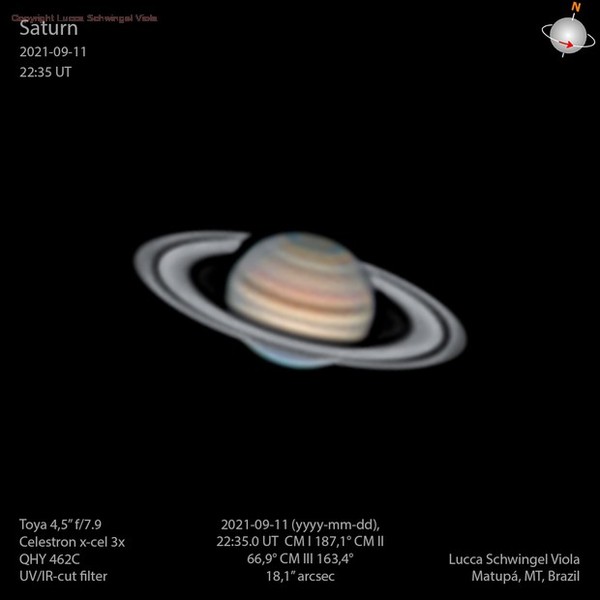 Copyright Lucca Schwingel Viola
Saturn
2021-09-11
22:35 UT
N
Toya 4,5” f/7.9
Celestron x-cel 3x
QHY 462C
UV/IR-cut filter
2021-09-11 (yyyy-mm-dd),
22:35.0 UT CM I 187,1° CM II
66,9° CM III 163,4°
18,1” arcsec
Lucca Schwingel Viola
Matupá, MT, Brazil